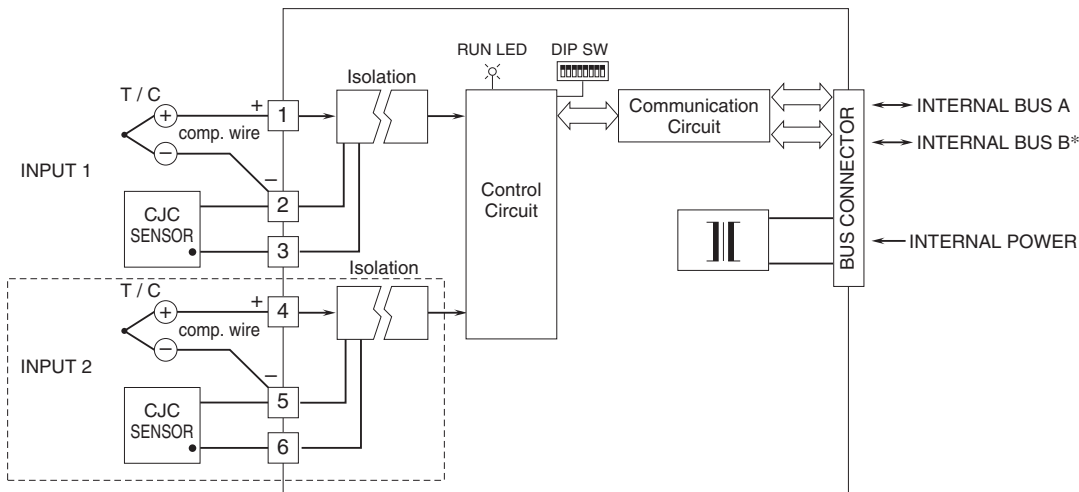 RUN LED
DIP SW
Isolation
T / C
+
+
1
comp. wire
−
−
INPUT 1
2
CJC
SENSOR
3
Control
Circuit
Communication
Circuit
BUS CONNECTOR
INTERNAL BUS A
INTERNAL BUS B*
INTERNAL POWER
Isolation
T / C
+
+
4
comp. wire
−
−
INPUT 2
5
CJC
SENSOR
6